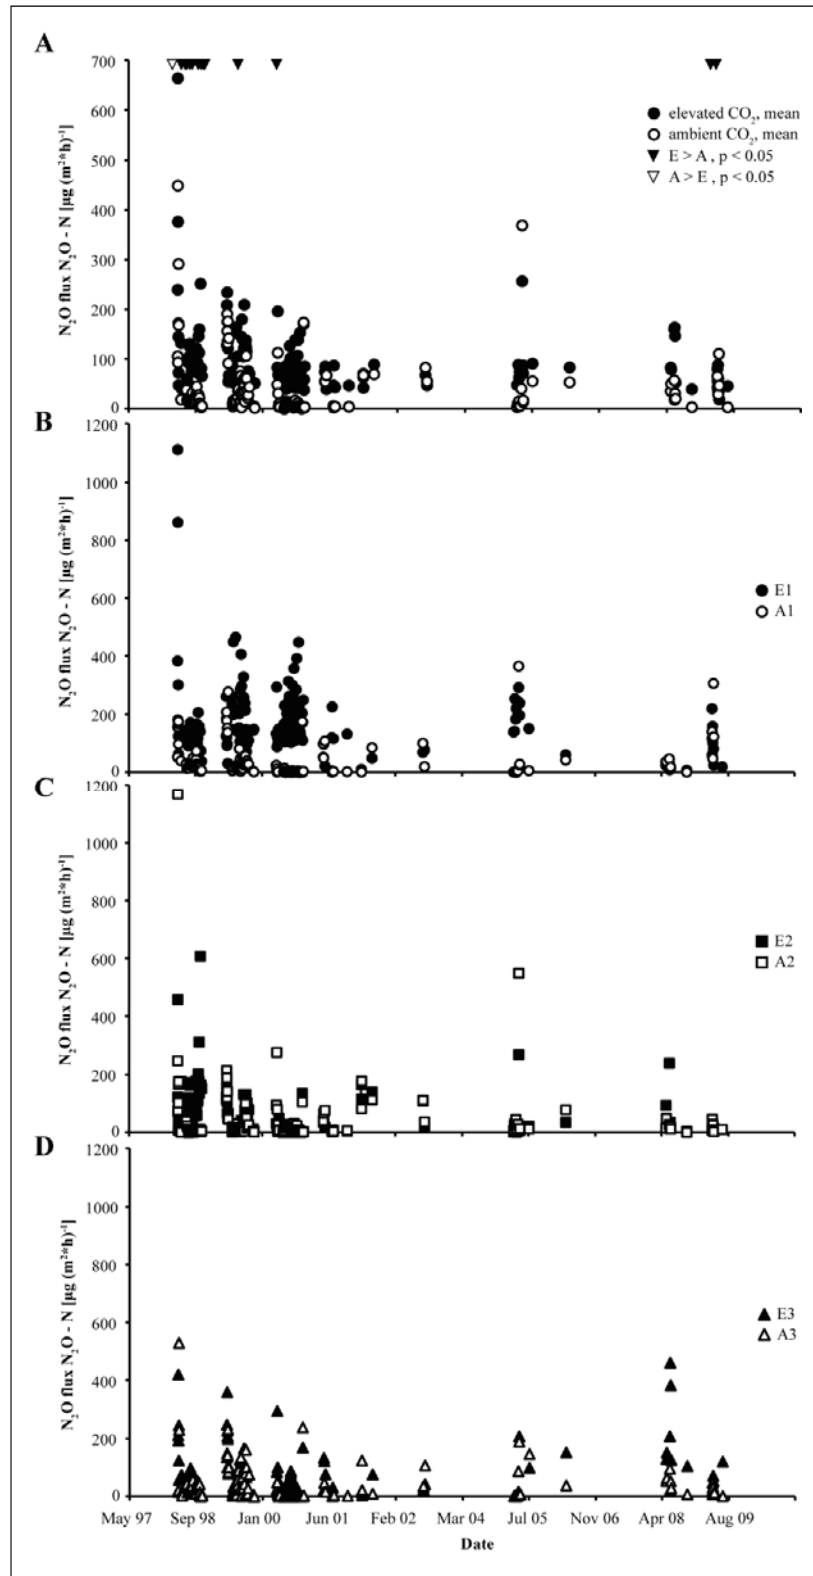 A
N₂O flux N₂O - N [µg (m²*h)⁻¹]
700
600
500
400
300
200
100
0
elevated CO₂, mean
ambient CO₂, mean
E > A , p < 0.05
A > E , p < 0.05
B
N₂O flux N₂O - N [µg (m²*h)⁻¹]
1200
1000
800
600
400
200
0
E1
A1
C
N₂O flux N₂O - N [µg (m²*h)⁻¹]
1200
1000
800
600
400
200
0
E2
A2
D
N₂O flux N₂O - N [µg (m²*h)⁻¹]
1200
1000
800
600
400
200
0
E3
A3
May 97 Sep 98 Jan 00 Jun 01 Feb 02 Mar 04 Jul 05 Nov 06 Apr 08 Aug 09
Date